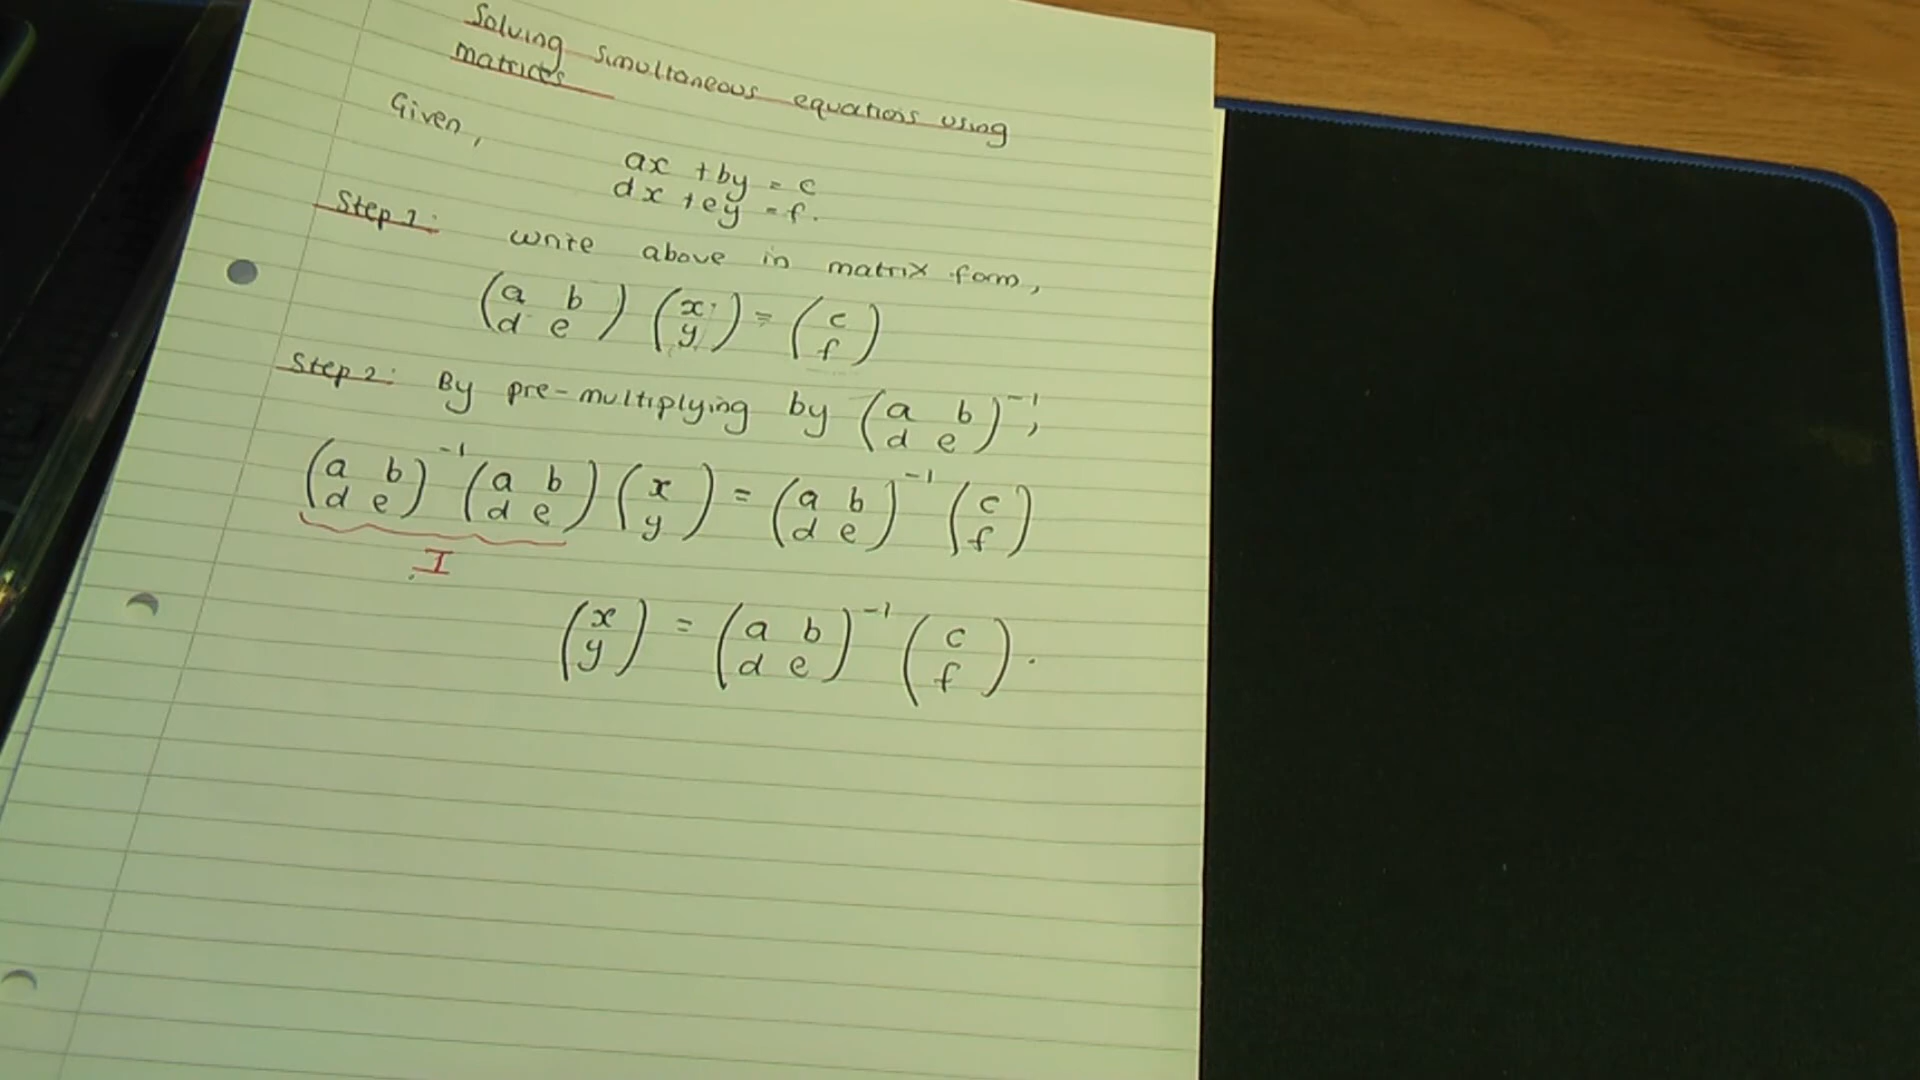 Solving simultaneous equations using
matrices
Given,
ax + by = c
dx + ey = f.
Step 1: write above in matrix form,
(a b) (x) = (c)
(d e) (y) (f)
Step 2: By pre-multiplying by (a b)⁻¹,
(d e)
(a b)⁻¹ (a b) (x) = (a b)⁻¹ (c)
(d e) (d e) (y) (d e) (f)
I
(x) = (a b)⁻¹ (c).
(y) (d e) (f)